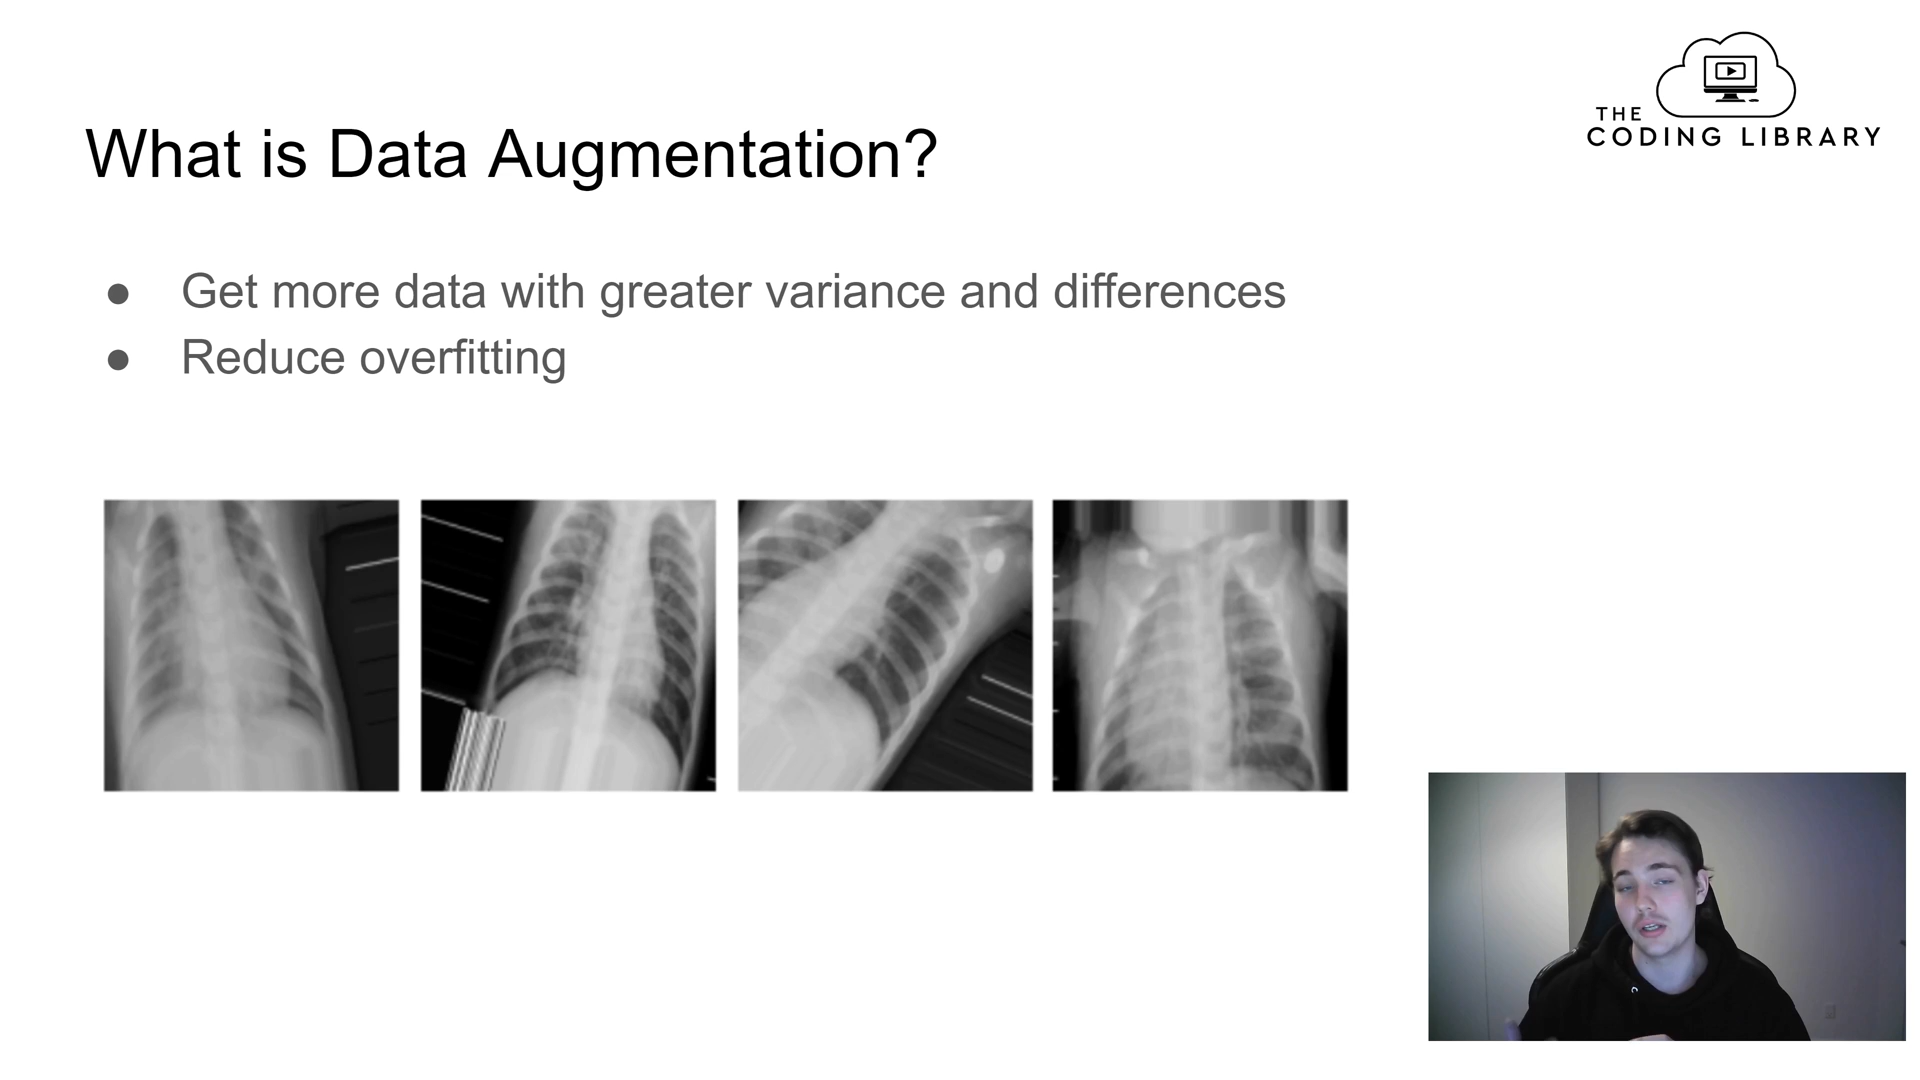 THE
CODING LIBRARY
What is Data Augmentation?
● Get more data with greater variance and differences
● Reduce overfitting